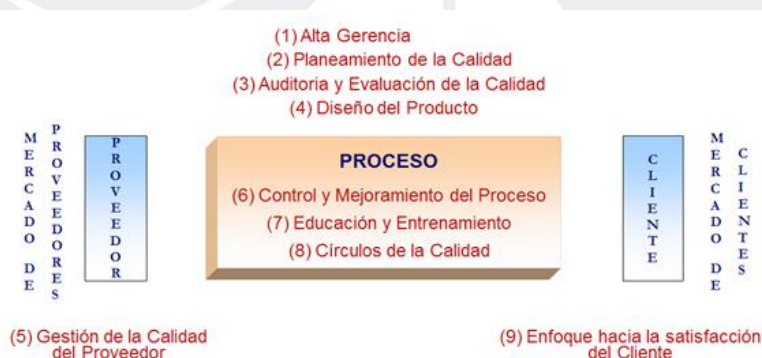 (1) Alta Gerencia
(2) Planeamiento de la Calidad
(3) Auditoria y Evaluación de la Calidad
(4) Diseño del Producto
MERCADO DE
PROVEEDORES
PROVEEDOR
PROCESO
(6) Control y Mejoramiento del Proceso
(7) Educación y Entrenamiento
(8) Círculos de la Calidad
CLIENTE
MERCADO DE
CLIENTES
(5) Gestión de la Calidad
del Proveedor
(9) Enfoque hacia la satisfacción
del Cliente